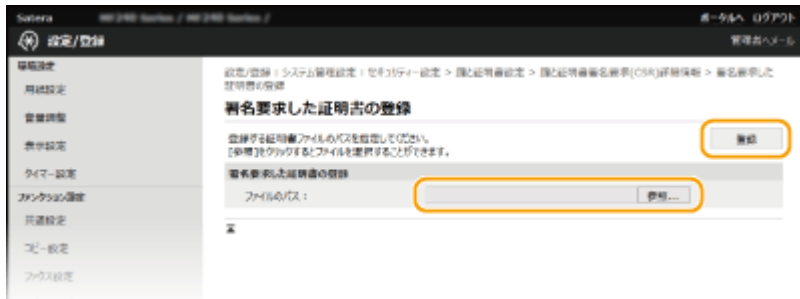 Satera
MF240 Series / MF240 Series /
ポータルへ ログアウト
設定/登録
管理者へメール
環境設定
設定/登録：システム管理設定：セキュリティー設定 > 鍵と証明書設定 > 鍵と証明書署名要求(CSR)詳細情報 > 署名要求した
証明書の登録
用紙設定
署名要求した証明書の登録
音量調整
登録する証明書ファイルのパスを指定してください。
登録
表示設定
[参照]をクリックするとファイルを選択することができます。
タイマー設定
署名要求した証明書の登録
ファンクション設定
ファイルのパス：
参照...
共通設定
コピー設定
ファクス設定